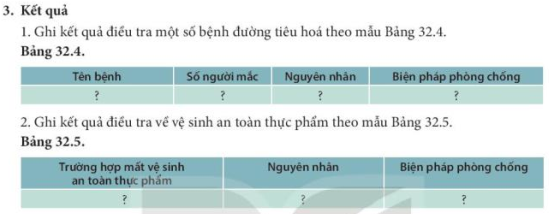 3. Kết quả
1. Ghi kết quả điều tra một số bệnh đường tiêu hoá theo mẫu Bảng 32.4.
Bảng 32.4.
Tên bệnh Số người mắc Nguyên nhân Biện pháp phòng chống
? ? ? ?
2. Ghi kết quả điều tra về vệ sinh an toàn thực phẩm theo mẫu Bảng 32.5.
Bảng 32.5.
Trường hợp mất vệ sinh Nguyên nhân Biện pháp phòng chống
an toàn thực phẩm
? ? ?